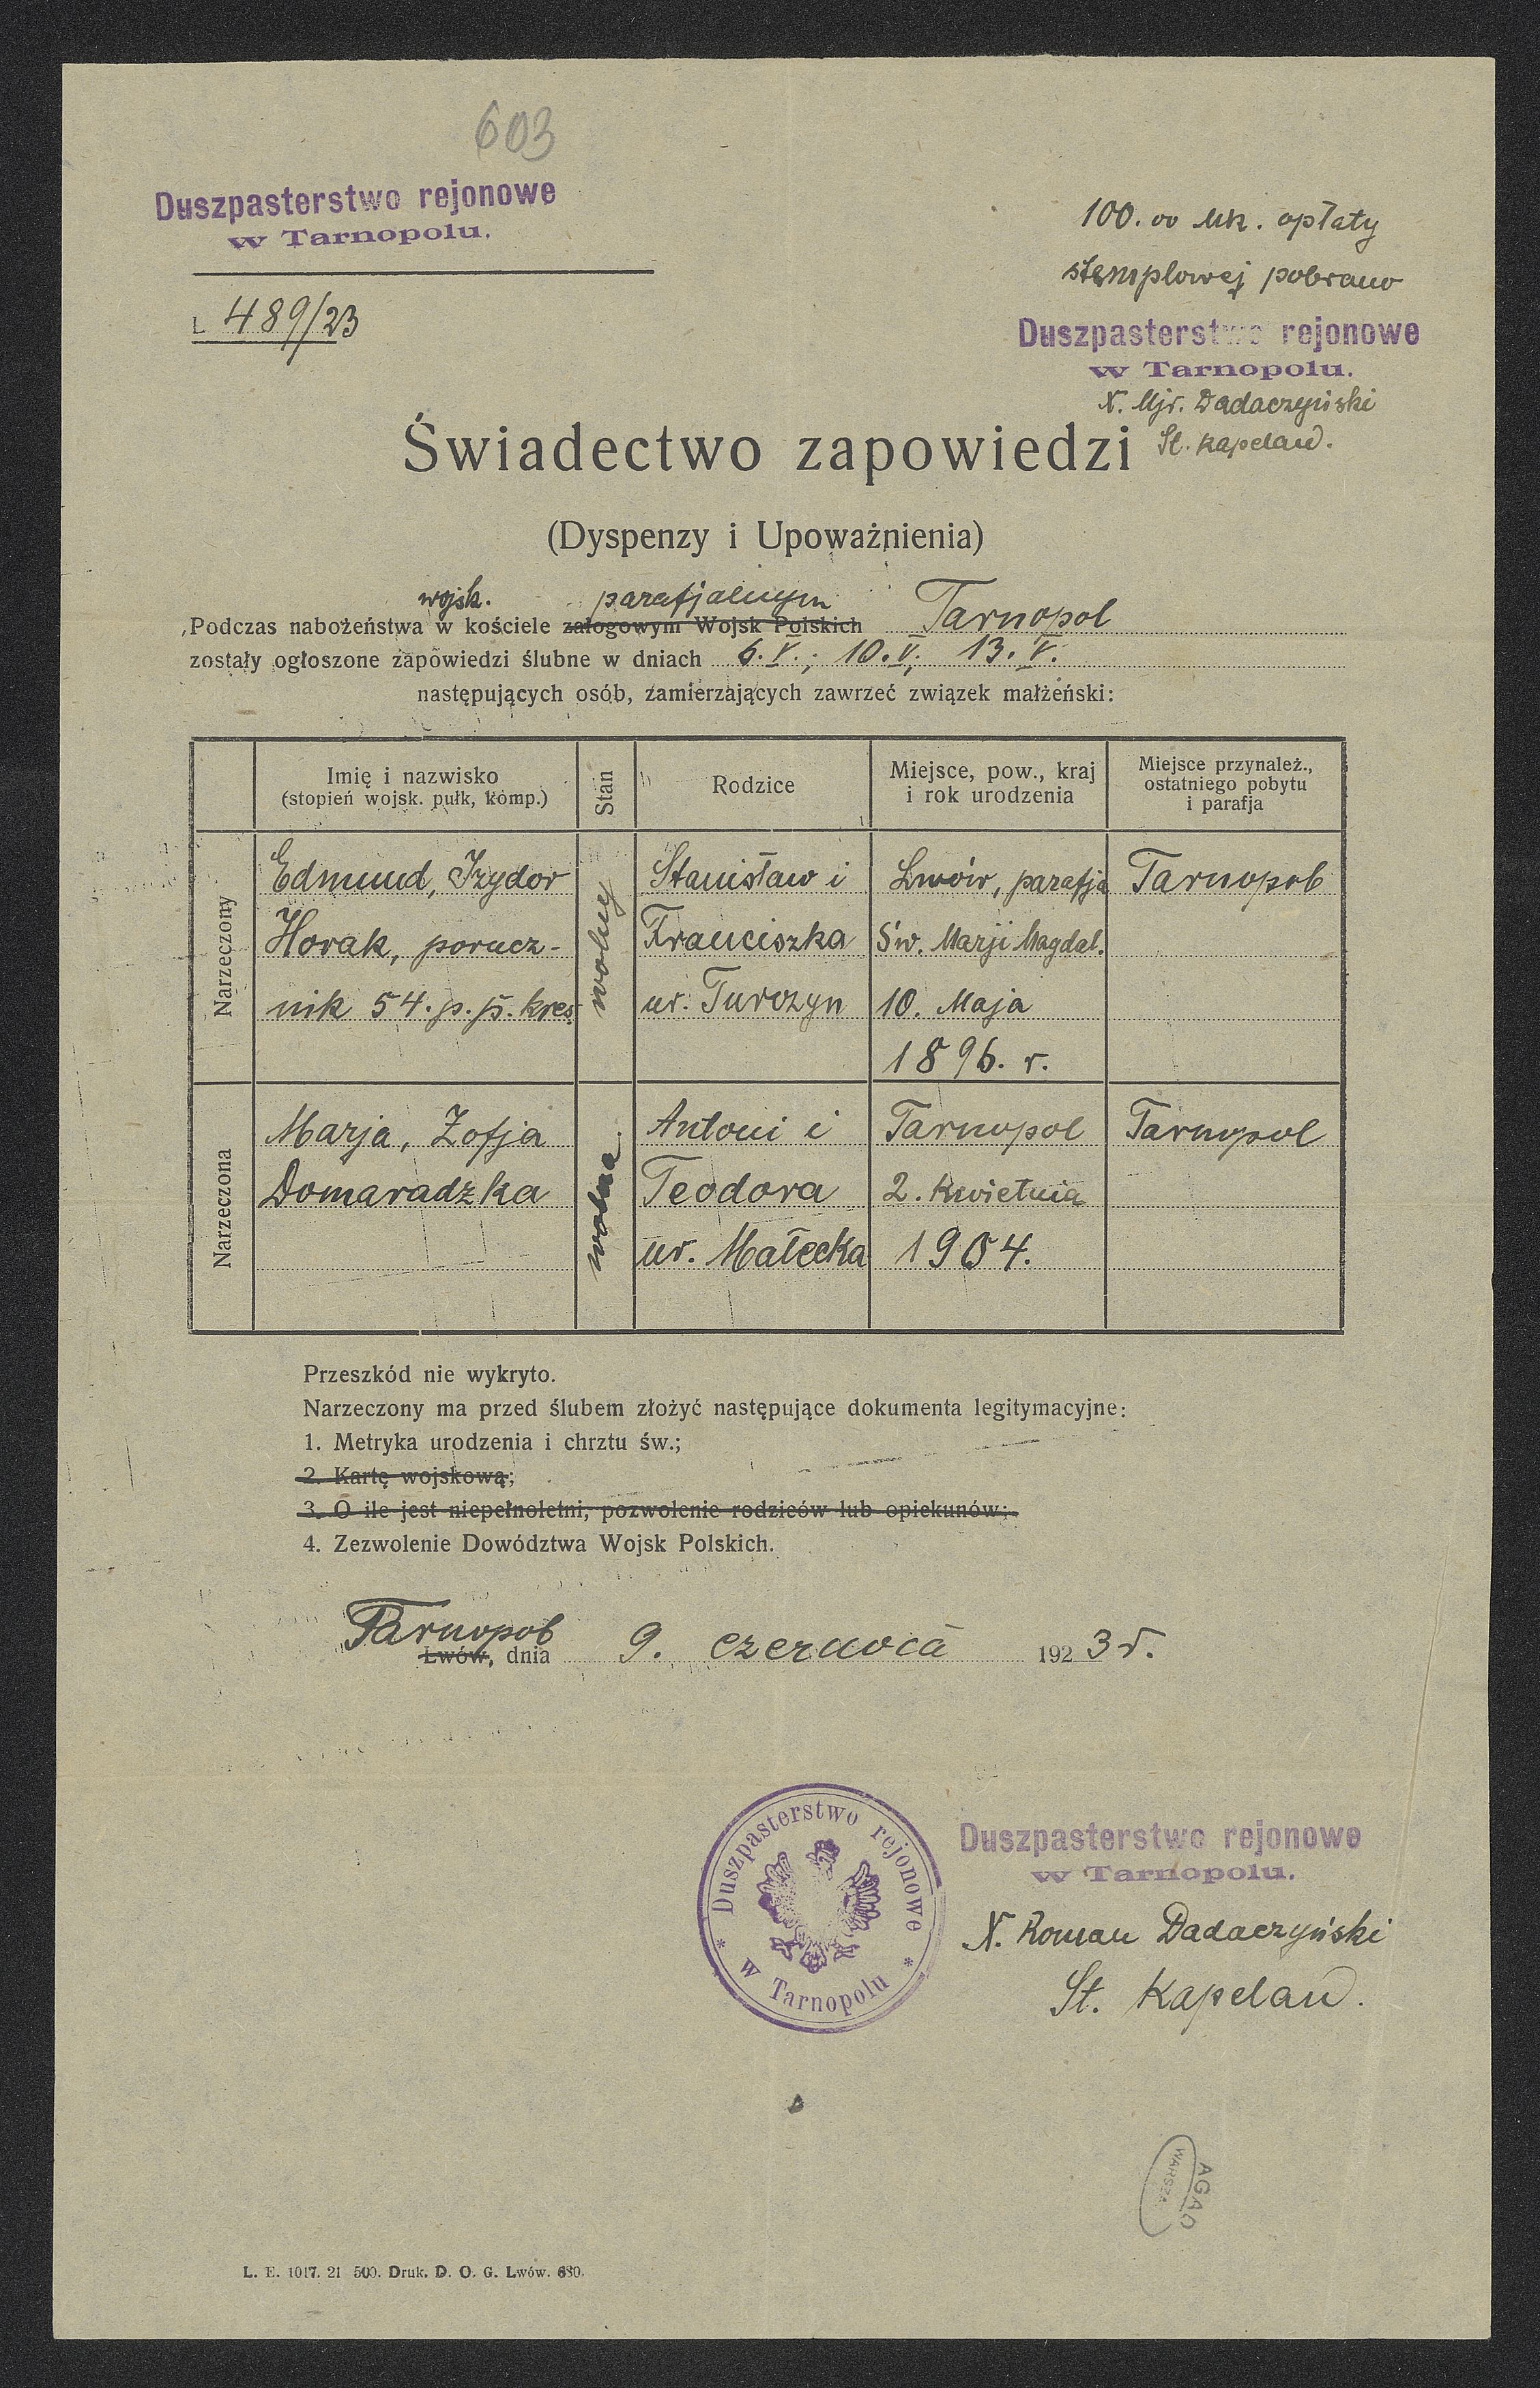 603
Duszpasterstwo rejonowe
w Tarnopolu.
L 489/23
100.00 Mk. opłaty
stęmplowej pobrano
Duszpasterstwo rejonowe
w Tarnopolu.
X. Mjr. Dadaczyński
St. Kapelan.
Świadectwo zapowiedzi
(Dyspenzy i Upoważnienia)
wojsk. parafjalnym
Podczas nabożeństwa w kościele załogowym Wojsk Polskich Tarnopol
zostały ogłoszone zapowiedzi ślubne w dniach 6.V.; 10.V; 13.V.
następujących osób, zamierzających zawrzeć związek małżeński:
Imię i nazwisko
(stopień wojsk. pułk, komp.)
Stan
Rodzice
Miejsce, pow., kraj
i rok urodzenia
Miejsce przynależ.,
ostatniego pobytu
i parafja
Narzeczony
Edmund, Izydor
Horak, porucz-
nik 54. p. p. kres
wolny
Stanisław i
Franciszka
ur. Turczyn
Lwów, parafja
Św. Marji Magdal.
10. Maja
1896. r.
Tarnopol
Narzeczona
Marja, Zofja
Domaradzka
wolna
Antoni i
Teodora
ur. Małecka
Tarnopol
2. Kwietnia
1904.
Tarnopol
Przeszkód nie wykryto.
Narzeczony ma przed ślubem złożyć następujące dokumenta legitymacyjne:
1. Metryka urodzenia i chrztu św.;
2. Kartę wojskową;
3. O ile jest niepełnoletni, pozwolenie rodziców lub opiekunów;
4. Zezwolenie Dowództwa Wojsk Polskich.
Tarnopol
Lwów, dnia 9. czerwca 1923 r.
Duszpasterstwo rejonowe
* w Tarnopolu *
Duszpasterstwo rejonowe
w Tarnopolu.
X. Roman Dadaczyński
St. Kapelan.
AGAD
WARSZA
L. E. 1017. 21 500. Druk. D. O. G. Lwów. 680.